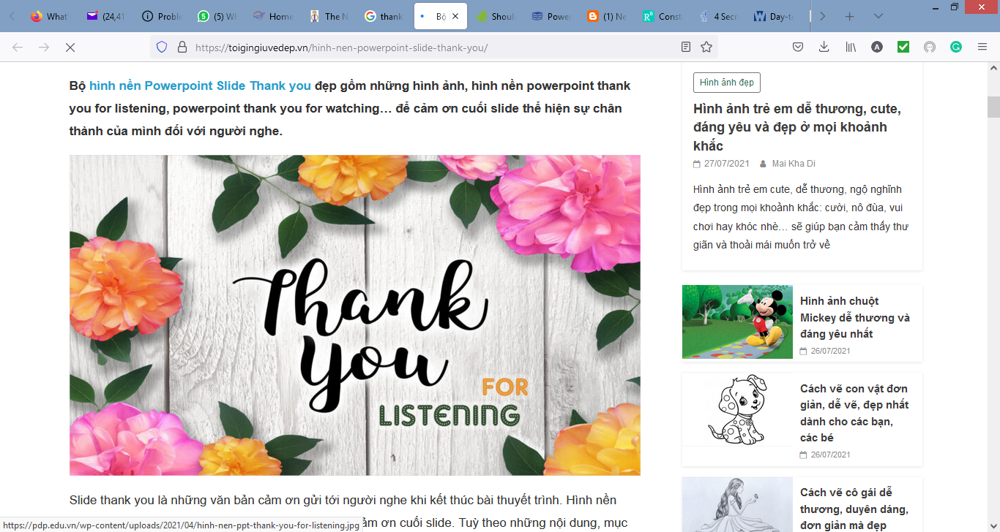 What'
(24,41
Proble
(5) Wh
Home
The N
thank
Bộ
Shoul
Power
(1) Ne
Constr
4 Secr
Day-to
https://toigingiuvedep.vn/hinh-nen-powerpoint-slide-thank-you/
Bộ hình nền Powerpoint Slide Thank you đẹp gồm những hình ảnh, hình nền powerpoint thank
you for listening, powerpoint thank you for watching… để cảm ơn cuối slide thể hiện sự chân
thành của mình đối với người nghe.
Thank
You
FOR
LISTENING
Slide thank you là những văn bản cảm ơn gửi tới người nghe khi kết thúc bài thuyết trình. Hình nền
ảm ơn cuối slide. Tuỳ theo những nội dung, mục
https://pdp.edu.vn/wp-content/uploads/2021/04/hinh-nen-ppt-thank-you-for-listening.jpg
Hình ảnh đẹp
Hình ảnh trẻ em dễ thương, cute,
đáng yêu và đẹp ở mọi khoảnh
khắc
27/07/2021 Mai Kha Di
Hình ảnh trẻ em cute, dễ thương, ngộ nghĩnh
đẹp trong mọi khoảnh khắc: cười, nô đùa, vui
chơi hay khóc nhè… sẽ giúp bạn cảm thấy thư
giãn và thoải mái muốn trở về
Hình ảnh chuột
Mickey dễ thương và
đáng yêu nhất
26/07/2021
Cách vẽ con vật đơn
giản, dễ vẽ, đẹp nhất
dành cho các bạn,
các bé
26/07/2021
Cách vẽ cô gái dễ
thương, duyên dáng,
đơn giản mà đẹp